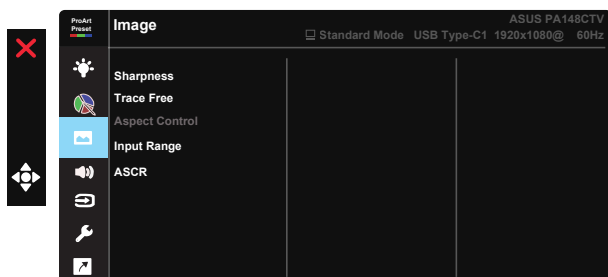 ProArt
Preset
Image
ASUS PA148CTV
Standard Mode USB Type-C1 1920x1080@ 60Hz
Sharpness
Trace Free
Aspect Control
Input Range
ASCR